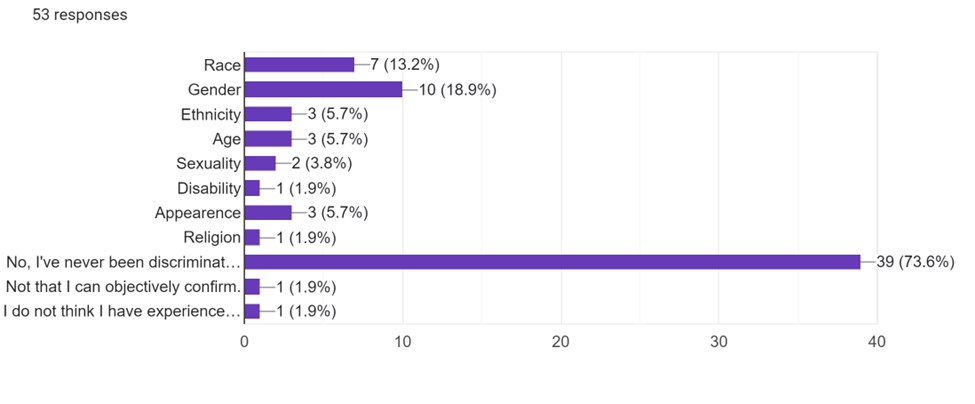 53 responses
Race 7 (13.2%)
Gender 10 (18.9%)
Ethnicity 3 (5.7%)
Age 3 (5.7%)
Sexuality 2 (3.8%)
Disability 1 (1.9%)
Appearence 3 (5.7%)
Religion 1 (1.9%)
No, I've never been discriminat… 39 (73.6%)
Not that I can objectively confirm. 1 (1.9%)
I do not think I have experience… 1 (1.9%)
0 10 20 30 40